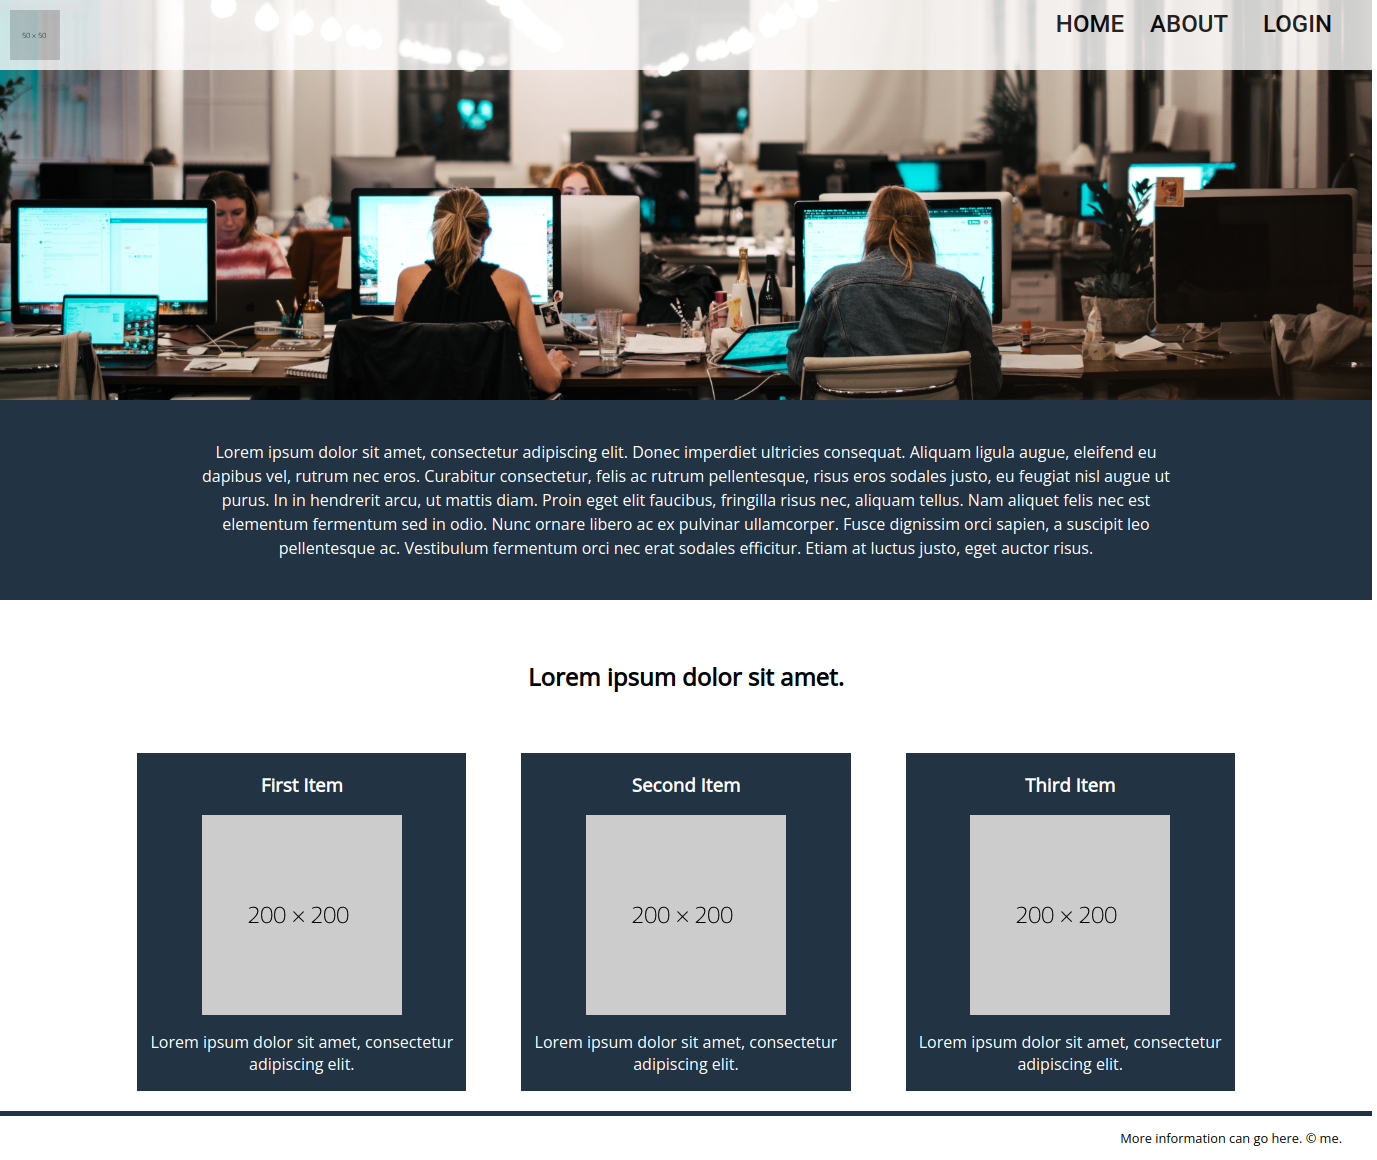 50 × 50
HOME ABOUT LOGIN
Lorem ipsum dolor sit amet, consectetur adipiscing elit. Donec imperdiet ultricies consequat. Aliquam ligula augue, eleifend eu
dapibus vel, rutrum nec eros. Curabitur consectetur, felis ac rutrum pellentesque, risus eros sodales justo, eu feugiat nisl augue ut
purus. In in hendrerit arcu, ut mattis diam. Proin eget elit faucibus, fringilla risus nec, aliquam tellus. Nam aliquet felis nec est
elementum fermentum sed in odio. Nunc ornare libero ac ex pulvinar ullamcorper. Fusce dignissim orci sapien, a suscipit leo
pellentesque ac. Vestibulum fermentum orci nec erat sodales efficitur. Etiam at luctus justo, eget auctor risus.
Lorem ipsum dolor sit amet.
First Item
200 × 200
Lorem ipsum dolor sit amet, consectetur
adipiscing elit.
Second Item
200 × 200
Lorem ipsum dolor sit amet, consectetur
adipiscing elit.
Third Item
200 × 200
Lorem ipsum dolor sit amet, consectetur
adipiscing elit.
More information can go here. © me.